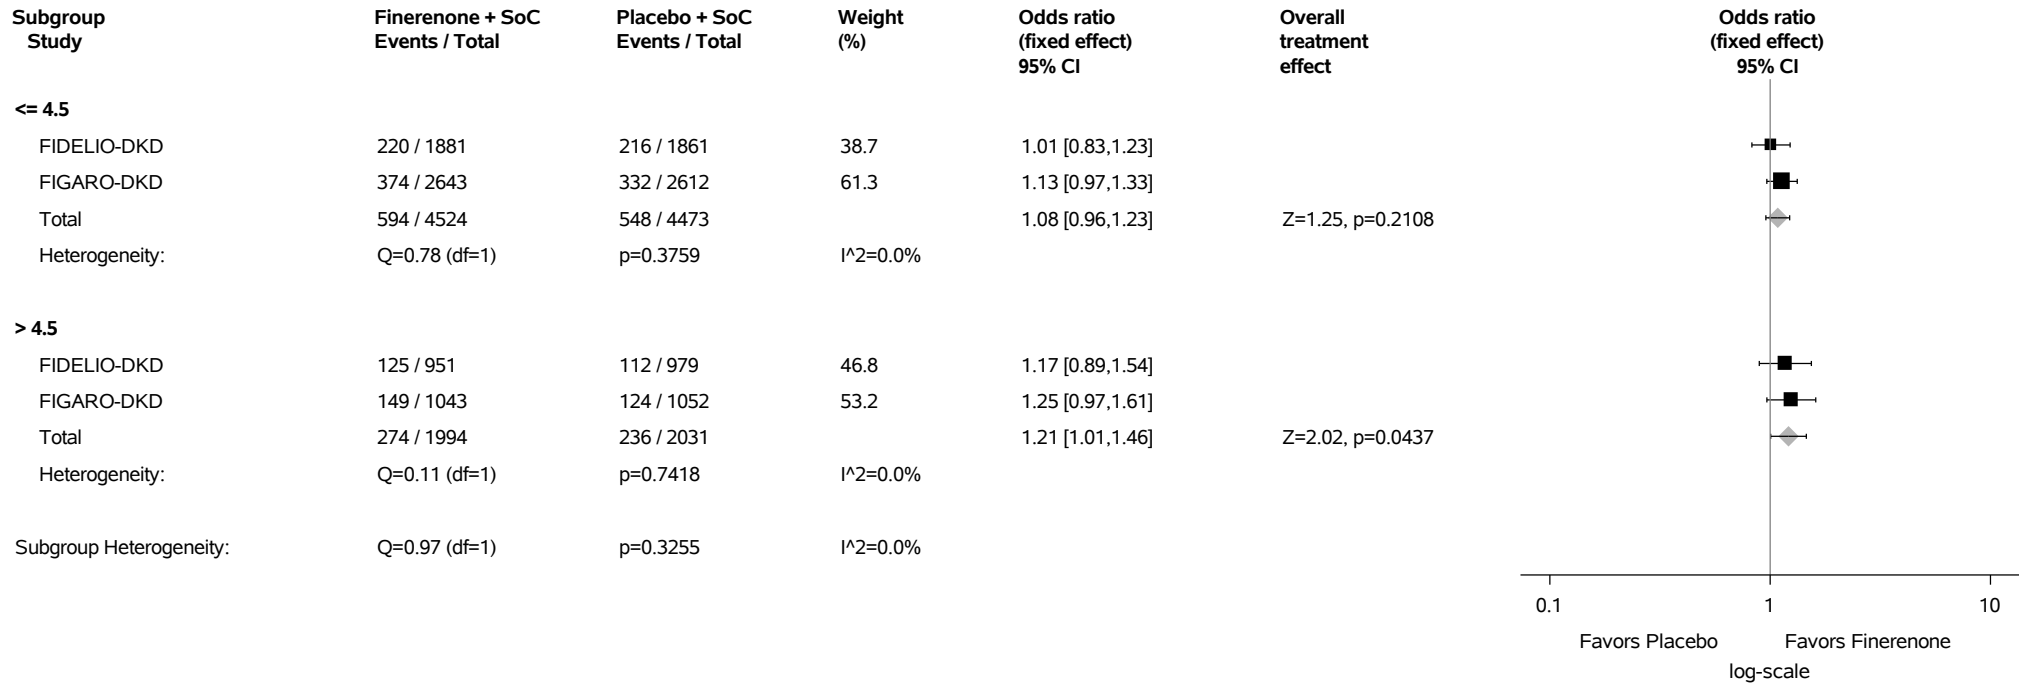 Subgroup Finerenone + SoC Placebo + SoC Weight Odds ratio Overall Odds ratio
Study Events / Total Events / Total (%) (fixed effect) treatment (fixed effect)
95% CI effect 95% CI
<= 4.5
FIDELIO-DKD 220 / 1881 216 / 1861 38.7 1.01 [0.83,1.23]
FIGARO-DKD 374 / 2643 332 / 2612 61.3 1.13 [0.97,1.33]
Total 594 / 4524 548 / 4473 1.08 [0.96,1.23] Z=1.25, p=0.2108
Heterogeneity: Q=0.78 (df=1) p=0.3759 I^2=0.0%
> 4.5
FIDELIO-DKD 125 / 951 112 / 979 46.8 1.17 [0.89,1.54]
FIGARO-DKD 149 / 1043 124 / 1052 53.2 1.25 [0.97,1.61]
Total 274 / 1994 236 / 2031 1.21 [1.01,1.46] Z=2.02, p=0.0437
Heterogeneity: Q=0.11 (df=1) p=0.7418 I^2=0.0%
Subgroup Heterogeneity: Q=0.97 (df=1) p=0.3255 I^2=0.0%
0.1 1 10
Favors Placebo Favors Finerenone
log-scale